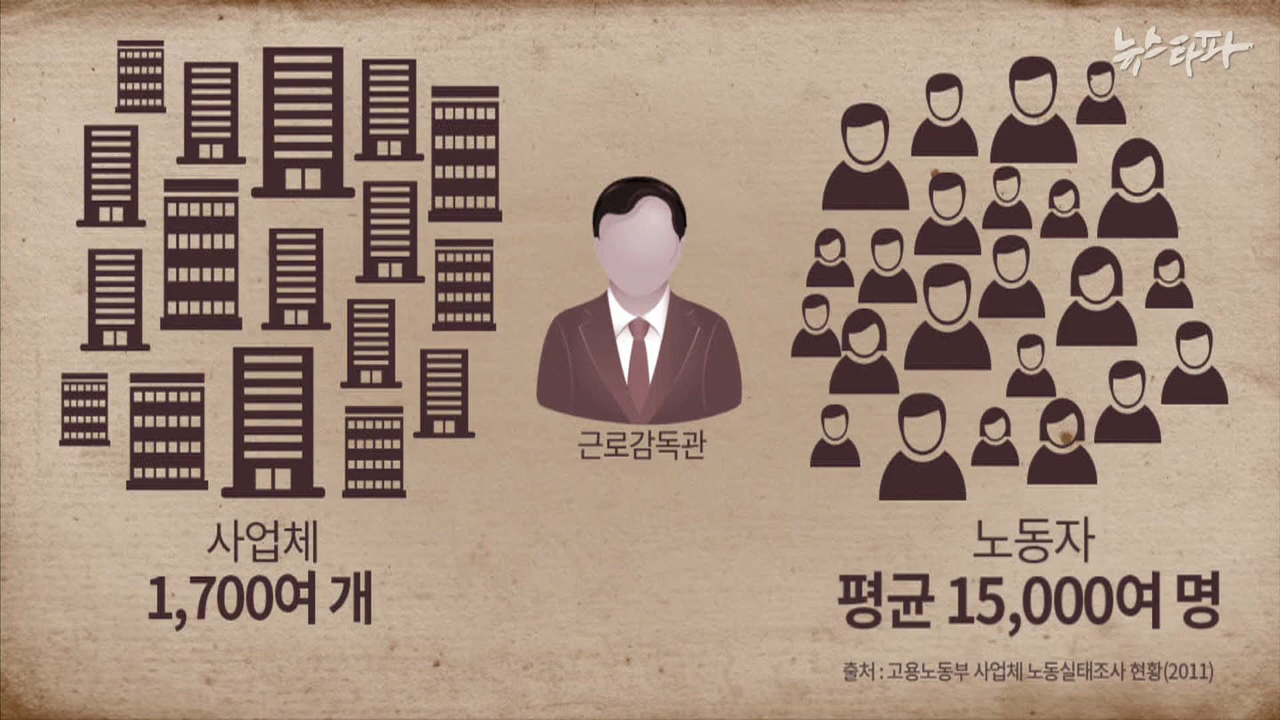 뉴스타파
근로감독관
사업체
1,700여 개
노동자
평균 15,000여 명
출처 : 고용노동부 사업체 노동실태조사 현황(2011)